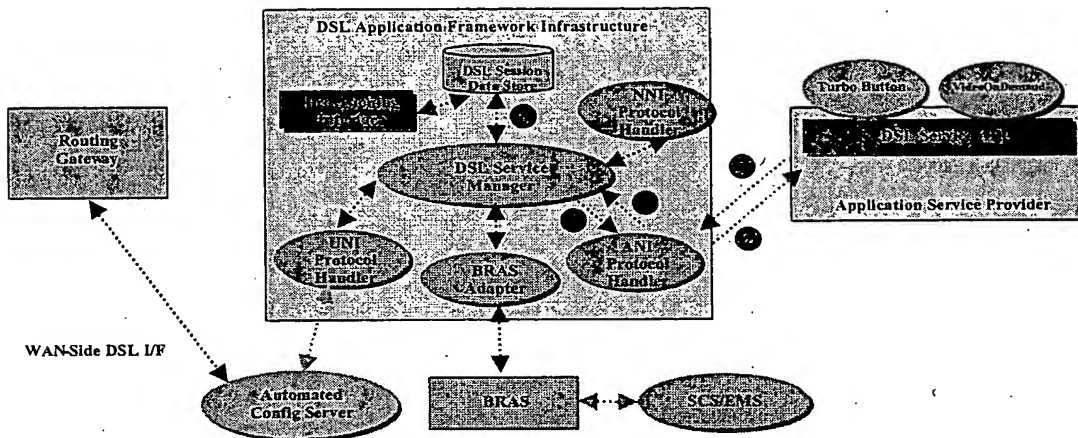 DSL Application Framework Infrastructure
DSL Session
Data Store
NNI
Protocol
Handler
Turbo Button
VideoOnDemand
Routing
Gateway
DSL Service
Manager
DSL Service
Application Service Provider
UNI
Protocol
Handler
BRAS
Adapter
ANI
Protocol
Handler
WAN-Side DSL I/F
Automated
Config Server
BRAS
SCS/EMS